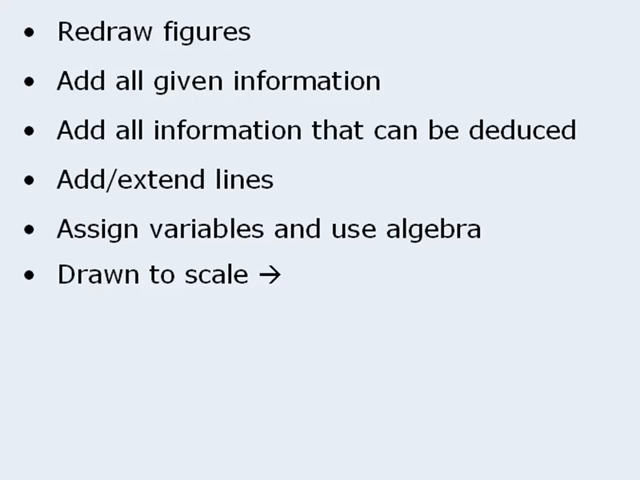 • Redraw figures
• Add all given information
• Add all information that can be deduced
• Add/extend lines
• Assign variables and use algebra
• Drawn to scale →